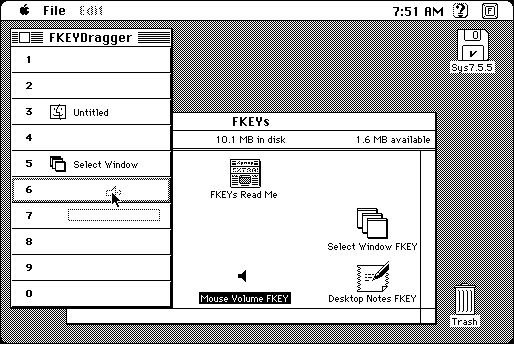 File Edit 7:51 AM
FKEYDragger
1
2
3 Untitled
4
5 Select Window
6
7
8
9
0
FKEYs
10.1 MB in disk 1.6 MB available
EXTRA
FKEYs Read Me
Select Window FKEY
Mouse Volume FKEY
Desktop Notes FKEY
0
Sys7.5.5
Trash